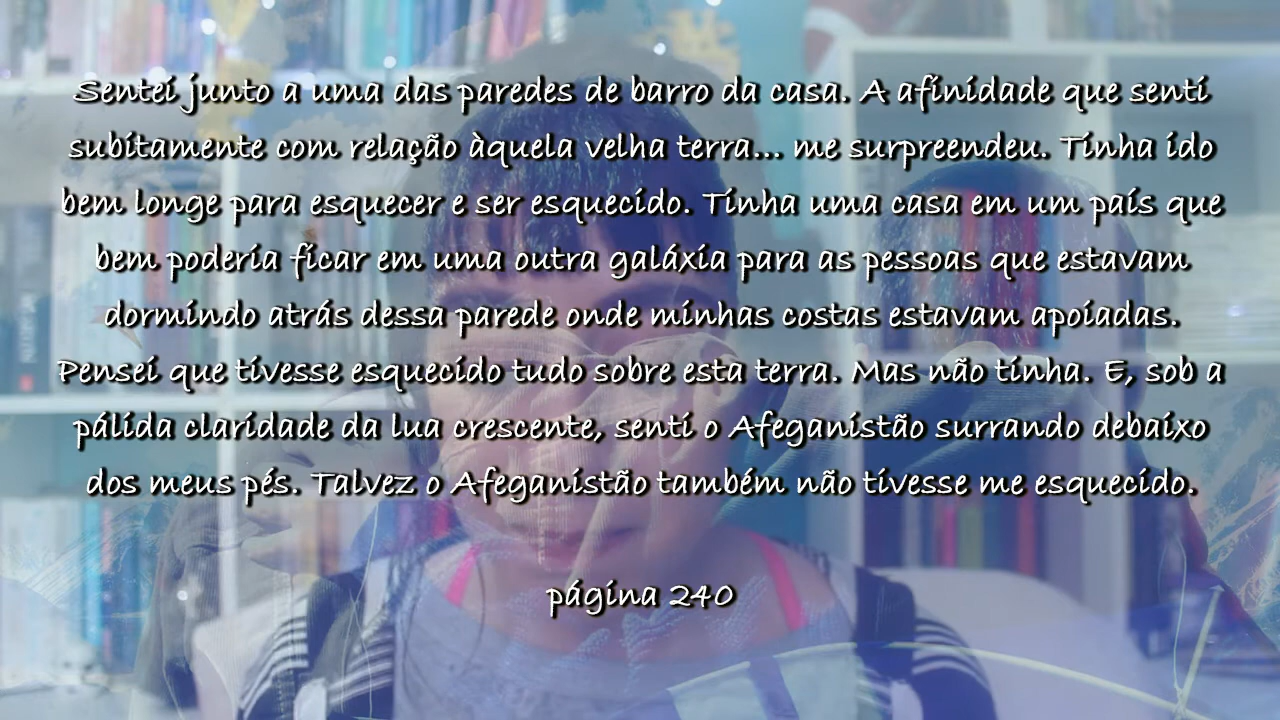 Sentei junto a uma das paredes de barro da casa. A afinidade que senti
subitamente com relação àquela velha terra... me surpreendeu. Tinha ido
bem longe para esquecer e ser esquecido. Tinha uma casa em um país que
bem poderia ficar em uma outra galáxia para as pessoas que estavam
dormindo atrás dessa parede onde minhas costas estavam apoiadas.
Pensei que tivesse esquecido tudo sobre esta terra. Mas não tinha. E, sob a
pálida claridade da lua crescente, senti o Afeganistão surrando debaixo
dos meus pés. Talvez o Afeganistão também não tivesse me esquecido.
página 240